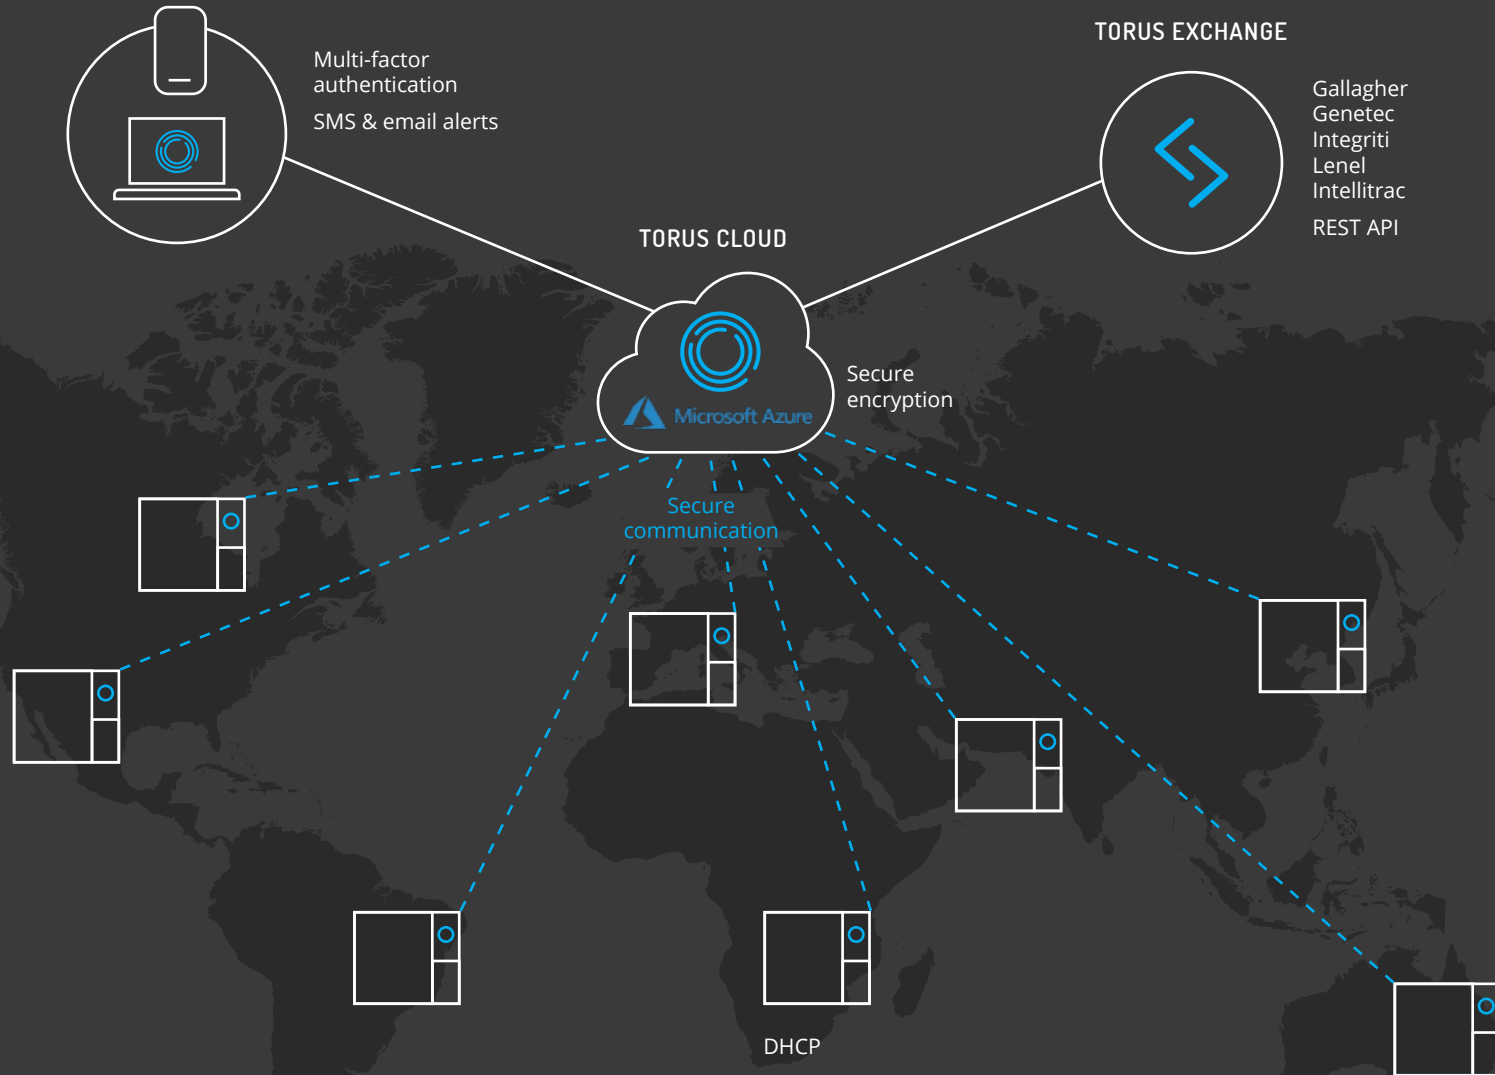 Multi-factor
authentication
SMS & email alerts
TORUS EXCHANGE
Gallagher
Genetec
Integriti
Lenel
Intellitrac
REST API
TORUS CLOUD
Microsoft Azure
Secure
encryption
Secure
communication
DHCP